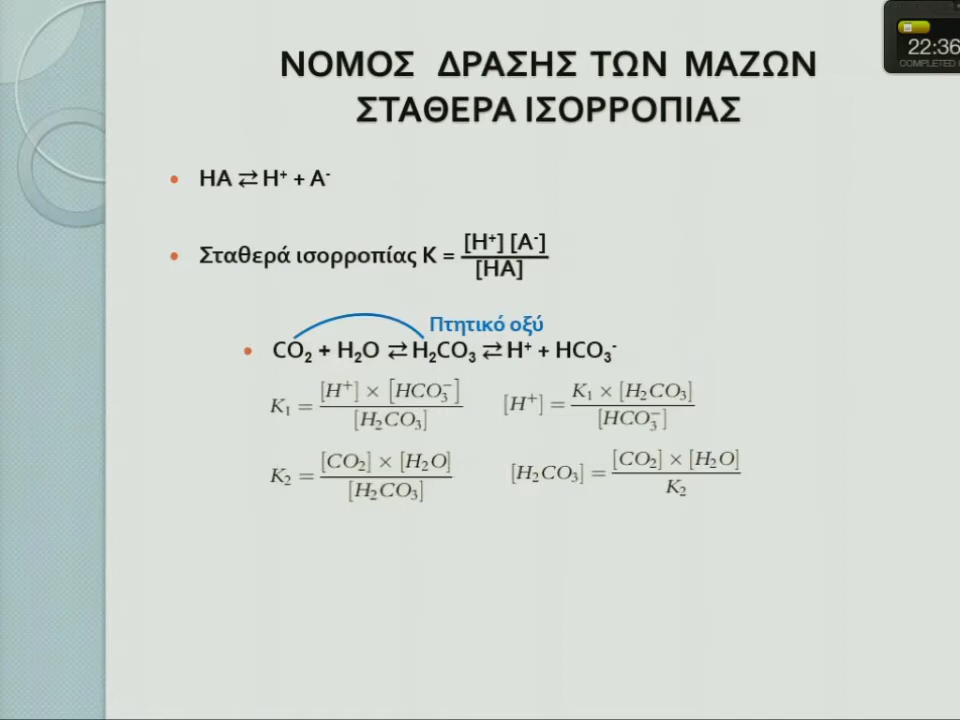 ΝΟΜΟΣ ΔΡΑΣΗΣ ΤΩΝ ΜΑΖΩΝ
ΣΤΑΘΕΡΑ ΙΣΟΡΡΟΠΙΑΣ
22:36
COMPLETED
• HA ⇄ H⁺ + A⁻
• Σταθερά ισορροπίας K = [H⁺] [A⁻] / [HA]
Πτητικό οξύ
• CO₂ + H₂O ⇄ H₂CO₃ ⇄ H⁺ + HCO₃⁻
K₁ = [H⁺] × [HCO₃⁻] / [H₂CO₃]
[H⁺] = K₁ × [H₂CO₃] / [HCO₃⁻]
K₂ = [CO₂] × [H₂O] / [H₂CO₃]
[H₂CO₃] = [CO₂] × [H₂O] / K₂